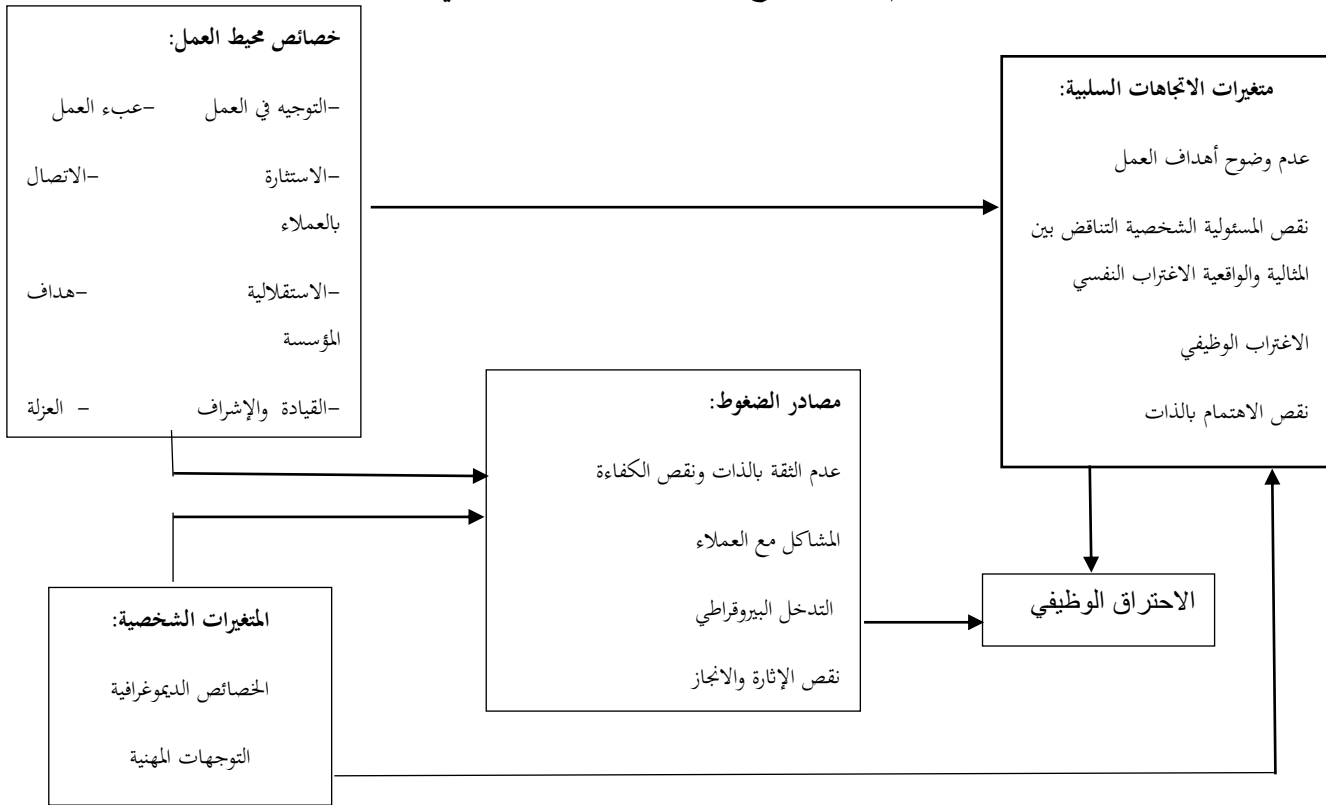 خصائص محيط العمل:
-التوجيه في العمل -عبء العمل
-الاستثارة -الاتصال
بالعملاء
-الاستقلالية -هداف
المؤسسة
-القيادة والإشراف - العزلة
متغيرات الاتجاهات السلبية:
عدم وضوح أهداف العمل
نقص المسئولية الشخصية التناقض بين
المثالية والواقعية الاغتراب النفسي
الاغتراب الوظيفي
نقص الاهتمام بالذات
مصادر الضغوط:
عدم الثقة بالذات ونقص الكفاءة
المشاكل مع العملاء
التدخل البيروقراطي
نقص الإثارة والانجاز
الاحتراق الوظيفي
المتغيرات الشخصية:
الخصائص الديموغرافية
التوجهات المهنية